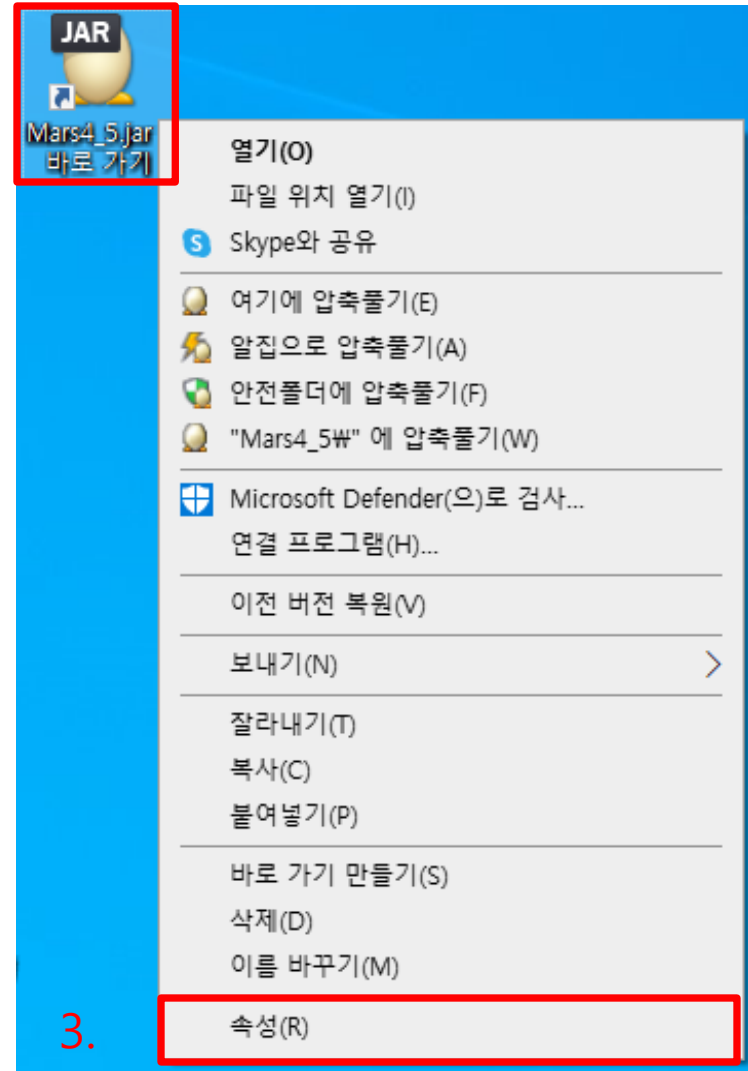 JAR
Mars4_5.jar
바로 가기
열기(O)
파일 위치 열기(I)
Skype와 공유
여기에 압축풀기(E)
알집으로 압축풀기(A)
안전폴더에 압축풀기(F)
"Mars4_5₩" 에 압축풀기(W)
Microsoft Defender(으)로 검사...
연결 프로그램(H)...
이전 버전 복원(V)
보내기(N)
잘라내기(T)
복사(C)
붙여넣기(P)
바로 가기 만들기(S)
삭제(D)
이름 바꾸기(M)
3.
속성(R)